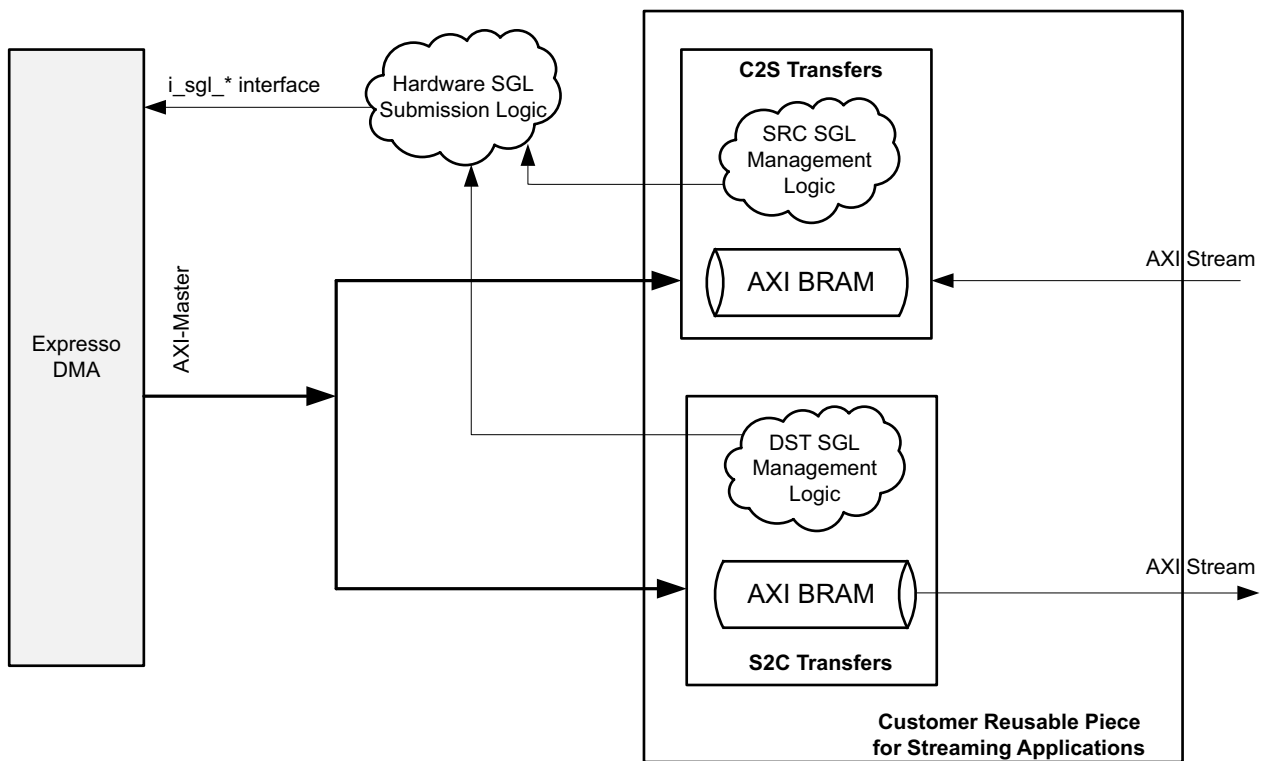 i_sgl_* interface
Hardware SGL
Submission Logic
C2S Transfers
SRC SGL
Management
Logic
AXI BRAM
AXI Stream
AXI-Master
Expresso
DMA
DST SGL
Management
Logic
AXI BRAM
AXI Stream
S2C Transfers
Customer Reusable Piece
for Streaming Applications